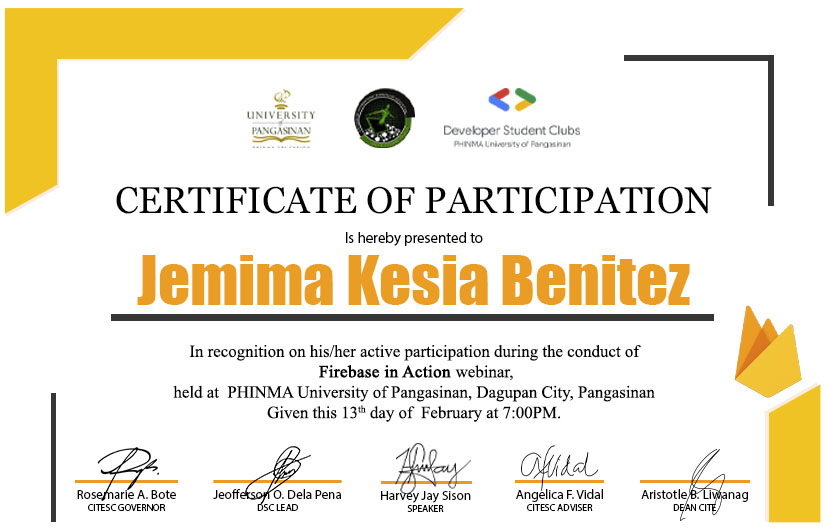 UNIVERSITY
of
PANGASINAN
PHINMA EDUCATION
Developer Student Clubs
PHINMA University of Pangasinan
CERTIFICATE OF PARTICIPATION
Is hereby presented to
Jemima Kesia Benitez
In recognition on his/her active participation during the conduct of
Firebase in Action webinar,
held at PHINMA University of Pangasinan, Dagupan City, Pangasinan
Given this 13th day of February at 7:00PM.
Rosemarie A. Bote
CITESC GOVERNOR
Jeofferson O. Dela Pena
DSC LEAD
Harvey Jay Sison
SPEAKER
Angelica F. Vidal
CITESC ADVISER
Aristotle B. Liwanag
DEAN CITE